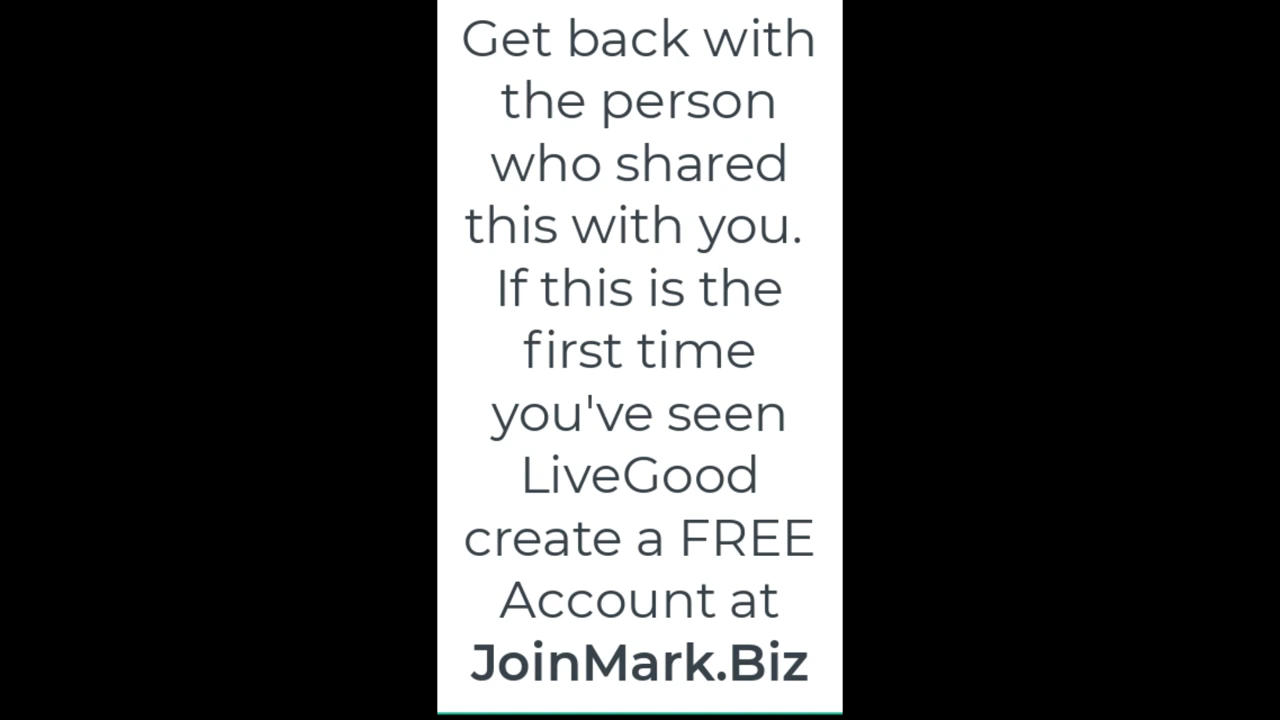 Get back with
the person
who shared
this with you.
If this is the
first time
you've seen
LiveGood
create a FREE
Account at
JoinMark.Biz